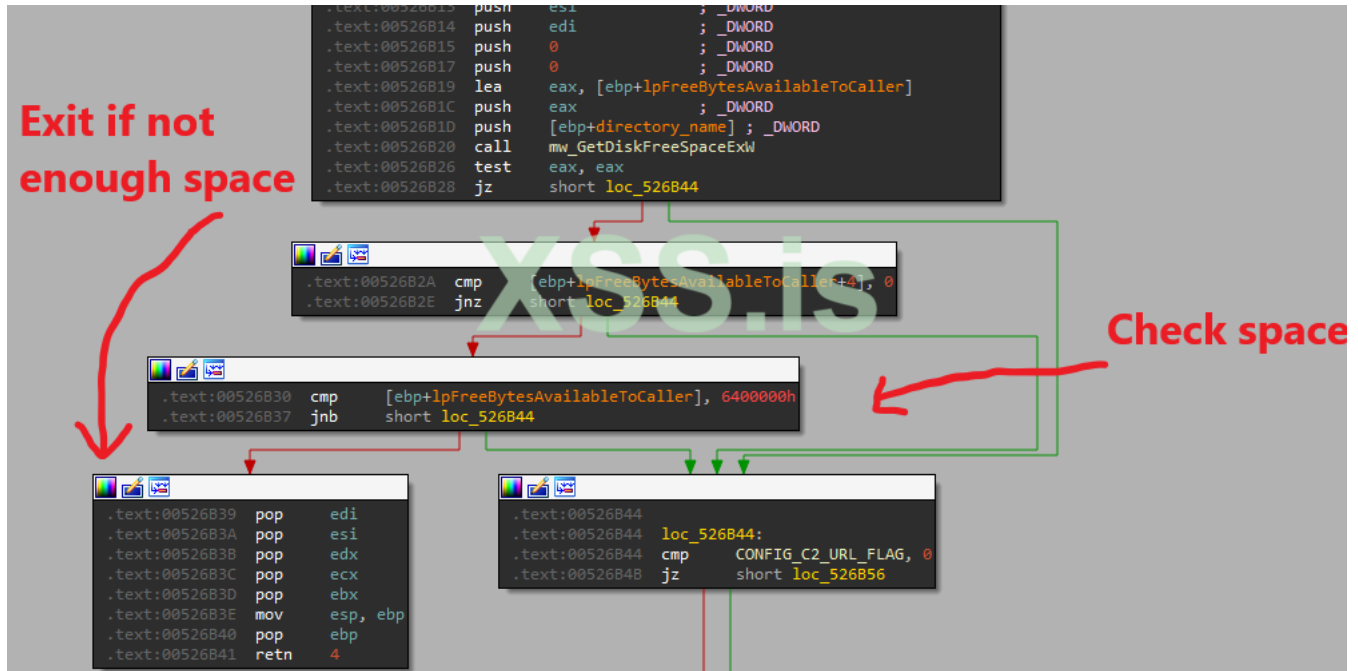 .text:00526B13 push esi ; _DWORD
.text:00526B14 push edi ; _DWORD
.text:00526B15 push 0 ; _DWORD
.text:00526B17 push 0 ; _DWORD
.text:00526B19 lea eax, [ebp+lpFreeBytesAvailableToCaller]
.text:00526B1C push eax ; _DWORD
.text:00526B1D push [ebp+directory_name] ; _DWORD
.text:00526B20 call mw_GetDiskFreeSpaceExW
.text:00526B26 test eax, eax
.text:00526B28 jz short loc_526B44
Exit if not
enough space
XSS.is
.text:00526B2A cmp [ebp+lpFreeBytesAvailableToCaller+4], 0
.text:00526B2E jnz short loc_526B44
Check space
.text:00526B30 cmp [ebp+lpFreeBytesAvailableToCaller], 6400000h
.text:00526B37 jnb short loc_526B44
.text:00526B39 pop edi
.text:00526B3A pop esi
.text:00526B3B pop edx
.text:00526B3C pop ecx
.text:00526B3D pop ebx
.text:00526B3E mov esp, ebp
.text:00526B40 pop ebp
.text:00526B41 retn 4
.text:00526B44
.text:00526B44 loc_526B44:
.text:00526B44 cmp CONFIG_C2_URL_FLAG, 0
.text:00526B4B jz short loc_526B56